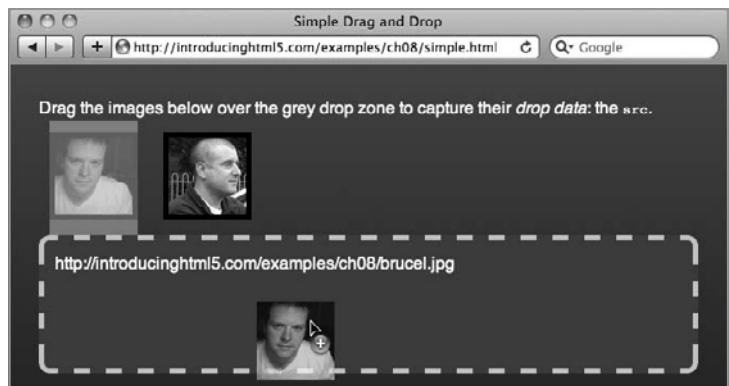 Simple Drag and Drop
http://introducinghtml5.com/examples/ch08/simple.html
Google
Drag the images below over the grey drop zone to capture their drop data: the src.
http://introducinghtml5.com/examples/ch08/brucel.jpg